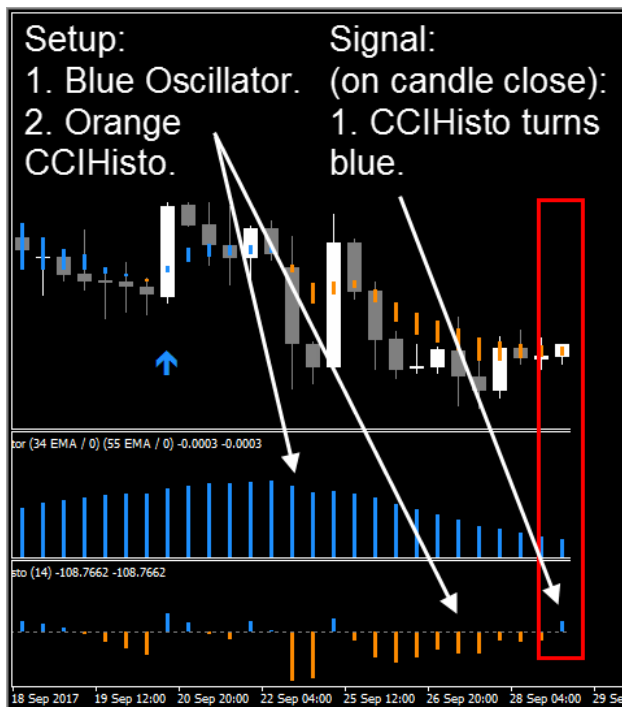 Setup:
1. Blue Oscillator.
2. Orange
CCIHisto.
Signal:
(on candle close):
1. CCIHisto turns
blue.
tor (34 EMA / 0) (55 EMA / 0) -0.0003 -0.0003
sto (14) -108.7662 -108.7662
18 Sep 2017 19 Sep 12:00 20 Sep 20:00 22 Sep 04:00 25 Sep 12:00 26 Sep 20:00 28 Sep 04:00 29 Se